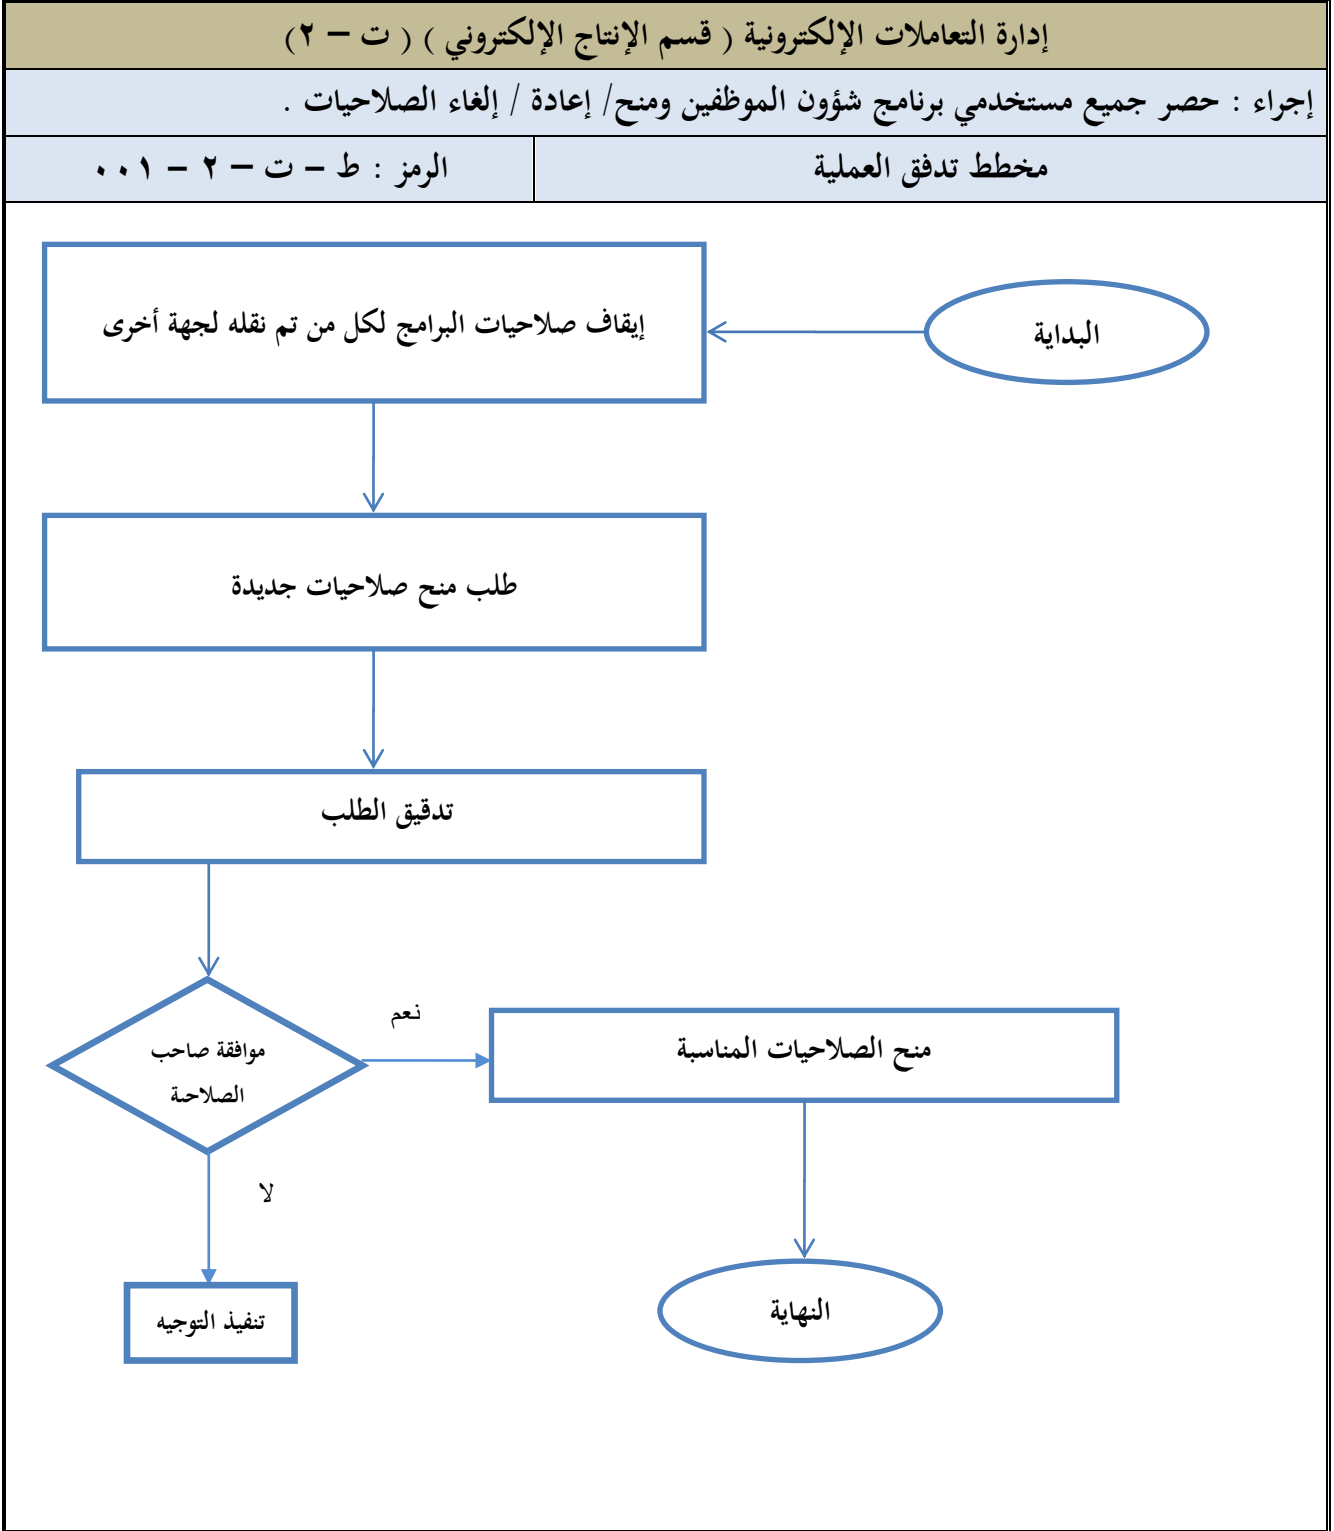 إدارة التعاملات الإلكترونية ( قسم الإنتاج الإلكتروني ) ( ت – ٢)
إجراء : حصر جميع مستخدمي برنامج شؤون الموظفين ومنح/ إعادة / إلغاء الصلاحيات .
مخطط تدفق العملية
الرمز : ط – ت – ٢ – ٠٠١
البداية
إيقاف صلاحيات البرامج لكل من تم نقله لجهة أخرى
طلب منح صلاحيات جديدة
تدقيق الطلب
موافقة صاحب
الصلاحية
نعم
منح الصلاحيات المناسبة
لا
تنفيذ التوجيه
النهاية